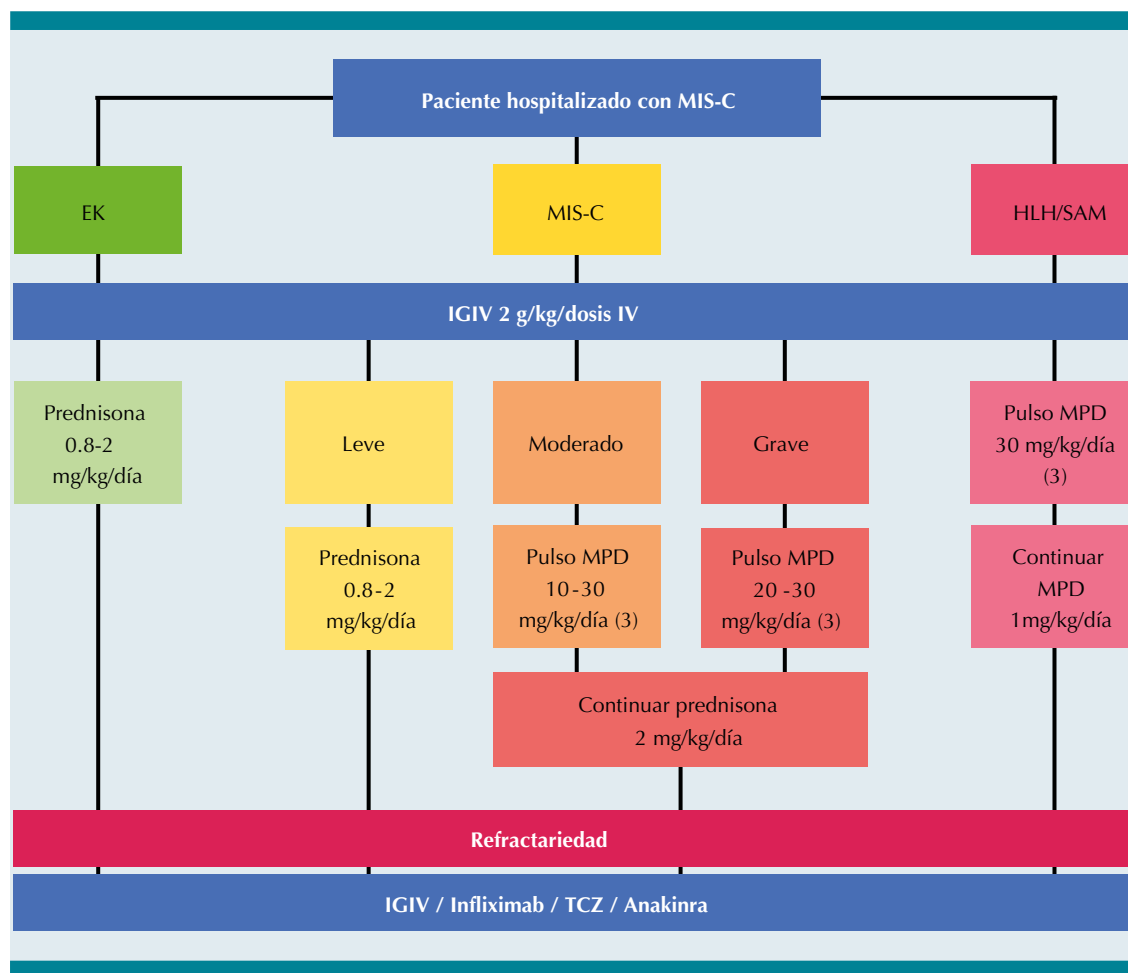 Paciente hospitalizado con MIS-C
EK
MIS-C
HLH/SAM
IGIV 2 g/kg/dosis IV
Prednisona
0.8-2
mg/kg/día
Leve
Moderado
Grave
Pulso MPD
30 mg/kg/día
(3)
Prednisona
0.8-2
mg/kg/día
Pulso MPD
10-30
mg/kg/día (3)
Pulso MPD
20 -30
mg/kg/día (3)
Continuar
MPD
1mg/kg/día
Continuar prednisona
2 mg/kg/día
Refractariedad
IGIV / Infliximab / TCZ / Anakinra